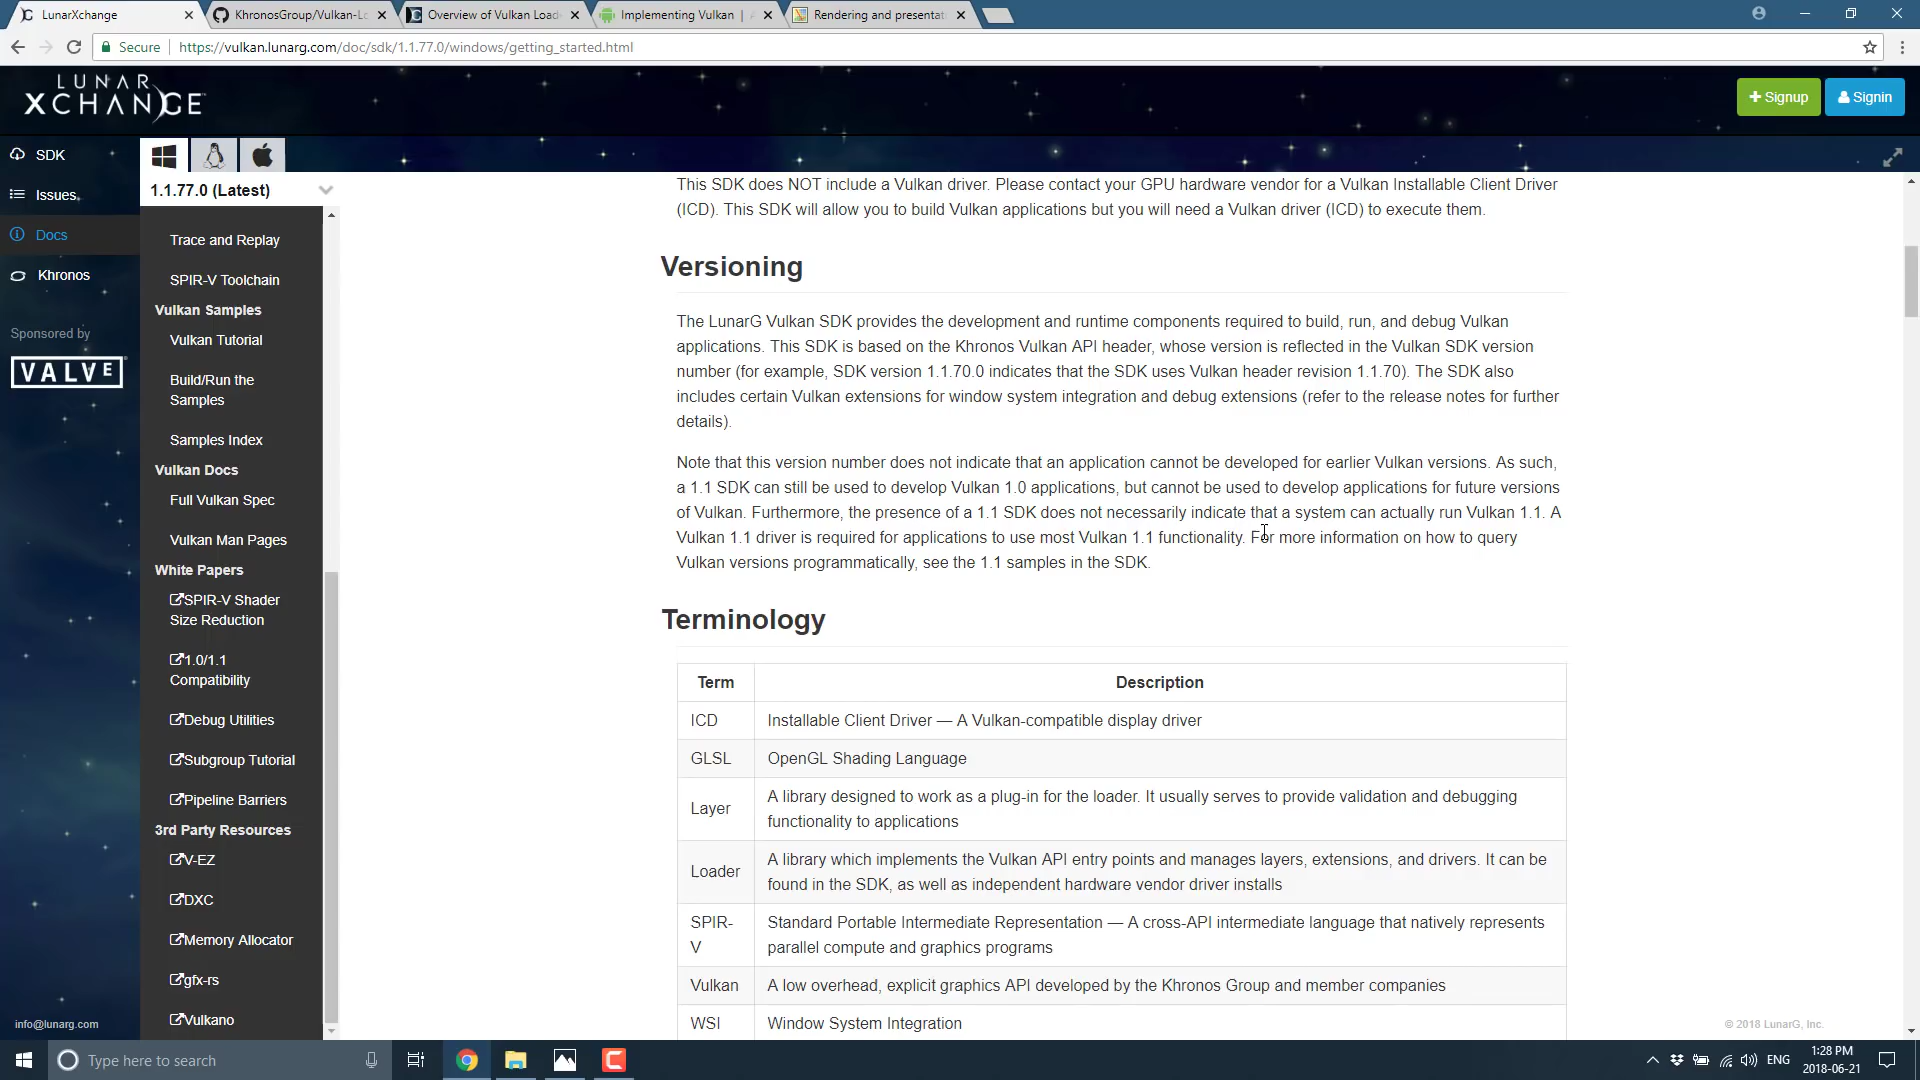 LunarXchange
KhronosGroup/Vulkan-Lo
Overview of Vulkan Load
Implementing Vulkan |
Rendering and presentat
Secure
https://vulkan.lunarg.com/doc/sdk/1.1.77.0/windows/getting_started.html
LUNAR
XCHANGE
Signup
Signin
SDK
Issues
Docs
Khronos
Sponsored by
VALVE
info@lunarg.com
1.1.77.0 (Latest)
Trace and Replay
SPIR-V Toolchain
Vulkan Samples
Vulkan Tutorial
Build/Run the
Samples
Samples Index
Vulkan Docs
Full Vulkan Spec
Vulkan Man Pages
White Papers
SPIR-V Shader
Size Reduction
1.0/1.1
Compatibility
Debug Utilities
Subgroup Tutorial
Pipeline Barriers
3rd Party Resources
V-EZ
DXC
Memory Allocator
gfx-rs
Vulkano
This SDK does NOT include a Vulkan driver. Please contact your GPU hardware vendor for a Vulkan Installable Client Driver
(ICD). This SDK will allow you to build Vulkan applications but you will need a Vulkan driver (ICD) to execute them.
Versioning
The LunarG Vulkan SDK provides the development and runtime components required to build, run, and debug Vulkan
applications. This SDK is based on the Khronos Vulkan API header, whose version is reflected in the Vulkan SDK version
number (for example, SDK version 1.1.70.0 indicates that the SDK uses Vulkan header revision 1.1.70). The SDK also
includes certain Vulkan extensions for window system integration and debug extensions (refer to the release notes for further
details).
Note that this version number does not indicate that an application cannot be developed for earlier Vulkan versions. As such,
a 1.1 SDK can still be used to develop Vulkan 1.0 applications, but cannot be used to develop applications for future versions
of Vulkan. Furthermore, the presence of a 1.1 SDK does not necessarily indicate that a system can actually run Vulkan 1.1. A
Vulkan 1.1 driver is required for applications to use most Vulkan 1.1 functionality. For more information on how to query
Vulkan versions programmatically, see the 1.1 samples in the SDK.
Terminology
Term Description
ICD Installable Client Driver — A Vulkan-compatible display driver
GLSL OpenGL Shading Language
Layer
A library designed to work as a plug-in for the loader. It usually serves to provide validation and debugging
functionality to applications
Loader
A library which implements the Vulkan API entry points and manages layers, extensions, and drivers. It can be
found in the SDK, as well as independent hardware vendor driver installs
SPIR-
V
Standard Portable Intermediate Representation — A cross-API intermediate language that natively represents
parallel compute and graphics programs
Vulkan A low overhead, explicit graphics API developed by the Khronos Group and member companies
WSI Window System Integration
© 2018 LunarG, Inc.
Type here to search
ENG
1:28 PM
2018-06-21